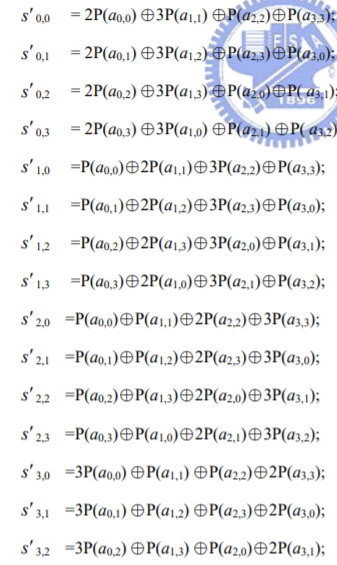 s'0,0 = 2P(a0,0) ⊕3P(a1,1) ⊕P(a2,2)⊕P(a3,3);
s'0,1 = 2P(a0,1) ⊕3P(a1,2) ⊕P(a2,3)⊕P(a3,0);
s'0,2 = 2P(a0,2) ⊕3P(a1,3) ⊕P(a2,0)⊕P( a3,1);
1896
s'0,3 = 2P(a0,3) ⊕3P(a1,0) ⊕P(a2,1) ⊕P( a3,2)
s'1,0 =P(a0,0)⊕2P(a1,1)⊕3P(a2,2)⊕P(a3,3);
s'1,1 =P(a0,1)⊕2P(a1,2)⊕3P(a2,3)⊕P(a3,0);
s'1,2 =P(a0,2)⊕2P(a1,3)⊕3P(a2,0)⊕P(a3,1);
s'1,3 =P(a0,3)⊕2P(a1,0)⊕3P(a2,1)⊕P(a3,2);
s'2,0 =P(a0,0)⊕P(a1,1)⊕2P(a2,2)⊕3P(a3,3);
s'2,1 =P(a0,1)⊕P(a1,2)⊕2P(a2,3)⊕3P(a3,0);
s'2,2 =P(a0,2)⊕P(a1,3)⊕2P(a2,0)⊕3P(a3,1);
s'2,3 =P(a0,3)⊕P(a1,0)⊕2P(a2,1)⊕3P(a3,2);
s'3,0 =3P(a0,0) ⊕P(a1,1) ⊕P(a2,2)⊕2P(a3,3);
s'3,1 =3P(a0,1) ⊕P(a1,2) ⊕P(a2,3)⊕2P(a3,0);
s'3,2 =3P(a0,2) ⊕P(a1,3) ⊕P(a2,0)⊕2P(a3,1);